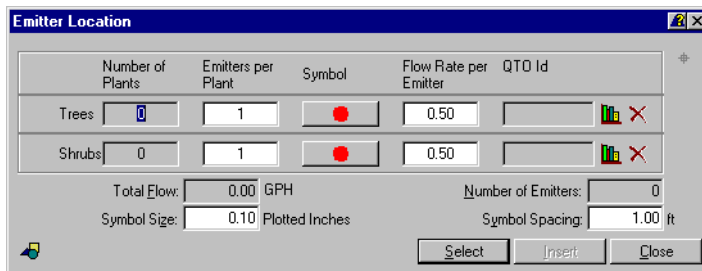 Emitter Location
Number of Plants Emitters per Plant Symbol Flow Rate per Emitter QTO Id
Trees 0 1 0.50
Shrubs 0 1 0.50
Total Flow: 0.00 GPH Number of Emitters: 0
Symbol Size: 0.10 Plotted Inches Symbol Spacing: 1.00 ft
Select Insert Close